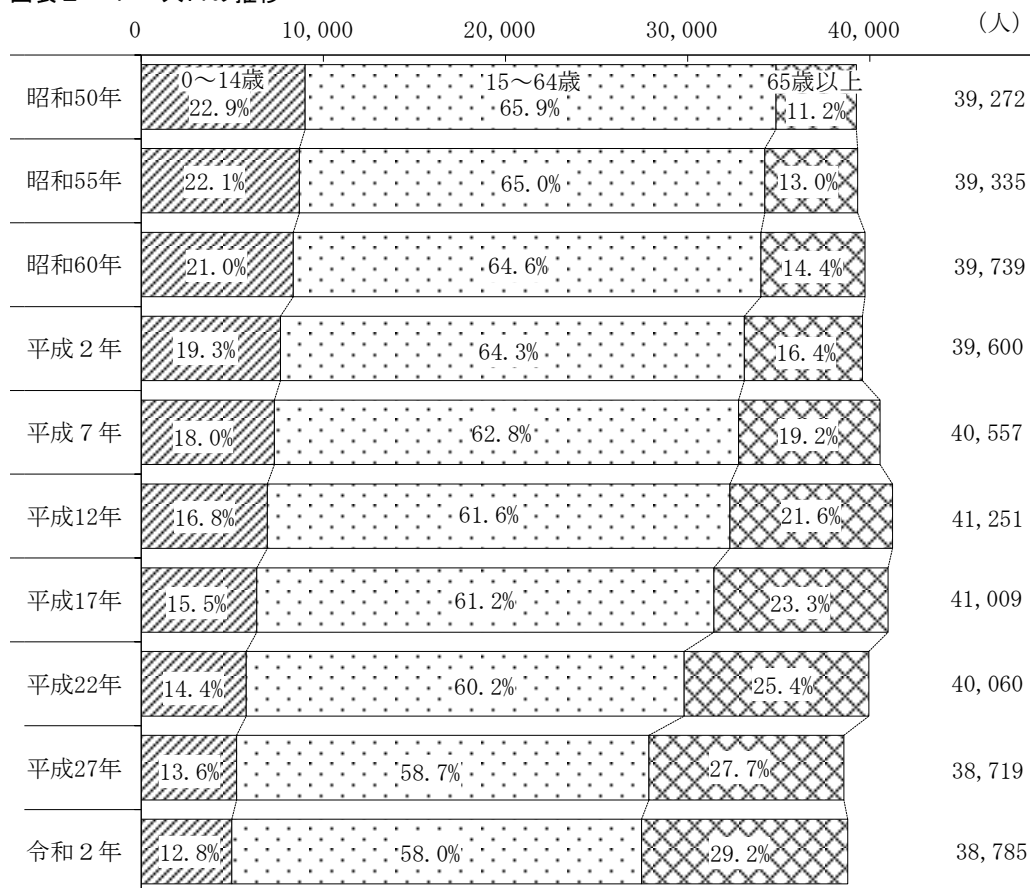 0 10,000 20,000 30,000 40,000 (人)
0～14歳 15～64歳 65歳以上
昭和50年 22.9% 65.9% 11.2% 39,272
昭和55年 22.1% 65.0% 13.0% 39,335
昭和60年 21.0% 64.6% 14.4% 39,739
平成２年 19.3% 64.3% 16.4% 39,600
平成７年 18.0% 62.8% 19.2% 40,557
平成12年 16.8% 61.6% 21.6% 41,251
平成17年 15.5% 61.2% 23.3% 41,009
平成22年 14.4% 60.2% 25.4% 40,060
平成27年 13.6% 58.7% 27.7% 38,719
令和２年 12.8% 58.0% 29.2% 38,785